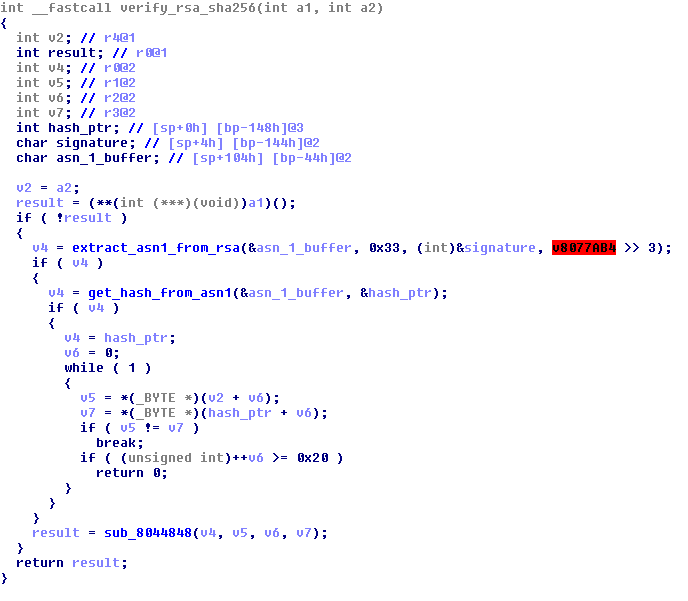 int __fastcall verify_rsa_sha256(int a1, int a2)
{
int v2; // r4@1
int result; // r0@1
int v4; // r0@2
int v5; // r1@2
int v6; // r2@2
int v7; // r3@2
int hash_ptr; // [sp+0h] [bp-148h]@3
char signature; // [sp+4h] [bp-144h]@2
char asn_1_buffer; // [sp+104h] [bp-44h]@2
v2 = a2;
result = (**(int (***)(void))a1)();
if ( !result )
{
v4 = extract_asn1_from_rsa(&asn_1_buffer, 0x33, (int)&signature, v8077AB4 >> 3);
if ( v4 )
{
v4 = get_hash_from_asn1(&asn_1_buffer, &hash_ptr);
if ( v4 )
{
v4 = hash_ptr;
v6 = 0;
while ( 1 )
{
v5 = *(_BYTE *)(v2 + v6);
v7 = *(_BYTE *)(hash_ptr + v6);
if ( v5 != v7 )
break;
if ( (unsigned int)++v6 >= 0x20 )
return 0;
}
}
}
result = sub_8044848(v4, v5, v6, v7);
}
return result;
}